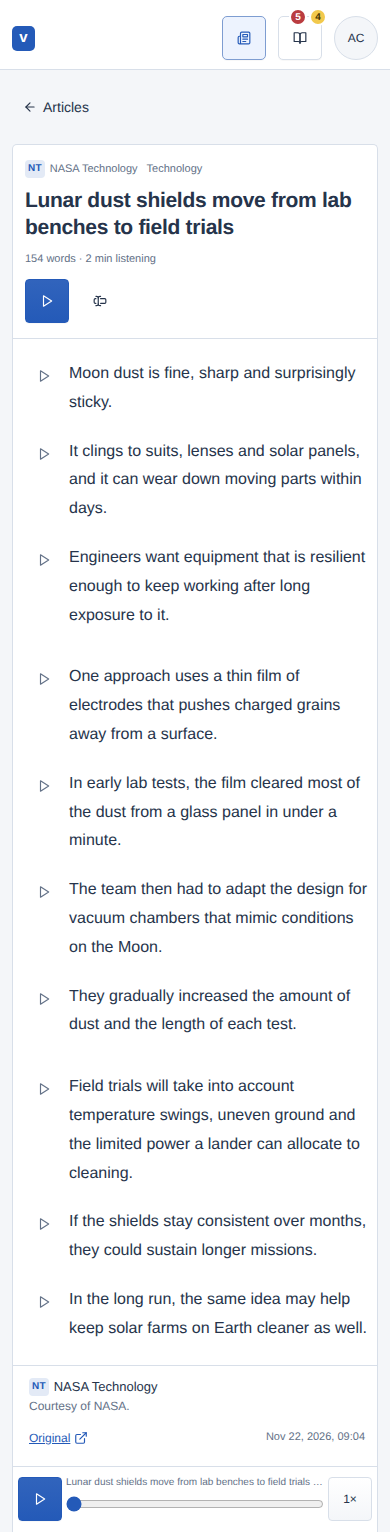 V
5
4
AC
Articles
NT NASA Technology Technology
Lunar dust shields move from lab
benches to field trials
154 words · 2 min listening
Moon dust is fine, sharp and surprisingly
sticky.
It clings to suits, lenses and solar panels,
and it can wear down moving parts within
days.
Engineers want equipment that is resilient
enough to keep working after long
exposure to it.
One approach uses a thin film of
electrodes that pushes charged grains
away from a surface.
In early lab tests, the film cleared most of
the dust from a glass panel in under a
minute.
The team then had to adapt the design for
vacuum chambers that mimic conditions
on the Moon.
They gradually increased the amount of
dust and the length of each test.
Field trials will take into account
temperature swings, uneven ground and
the limited power a lander can allocate to
cleaning.
If the shields stay consistent over months,
they could sustain longer missions.
In the long run, the same idea may help
keep solar farms on Earth cleaner as well.
NT NASA Technology
Courtesy of NASA.
Original
Nov 22, 2026, 09:04
Lunar dust shields move from lab benches to field trials ...
1×